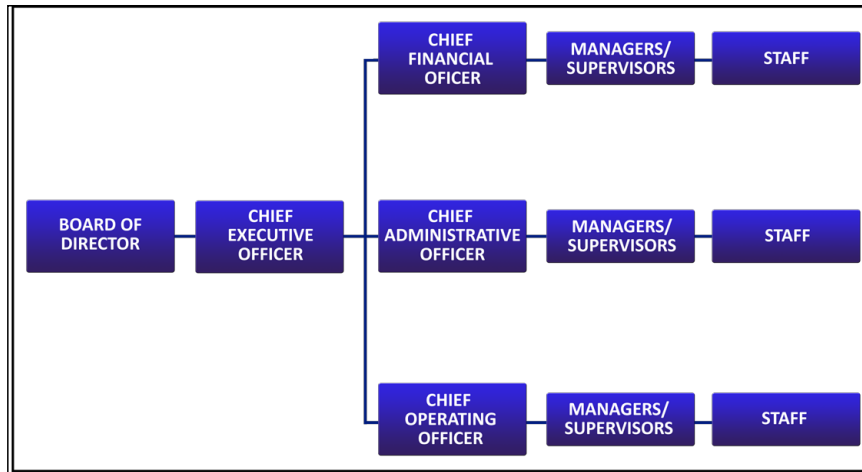 CHIEF
FINANCIAL
OFICER
MANAGERS/
SUPERVISORS
STAFF
BOARD OF
DIRECTOR
CHIEF
EXECUTIVE
OFFICER
CHIEF
ADMINISTRATIVE
OFFICER
MANAGERS/
SUPERVISORS
STAFF
CHIEF
OPERATING
OFFICER
MANAGERS/
SUPERVISORS
STAFF